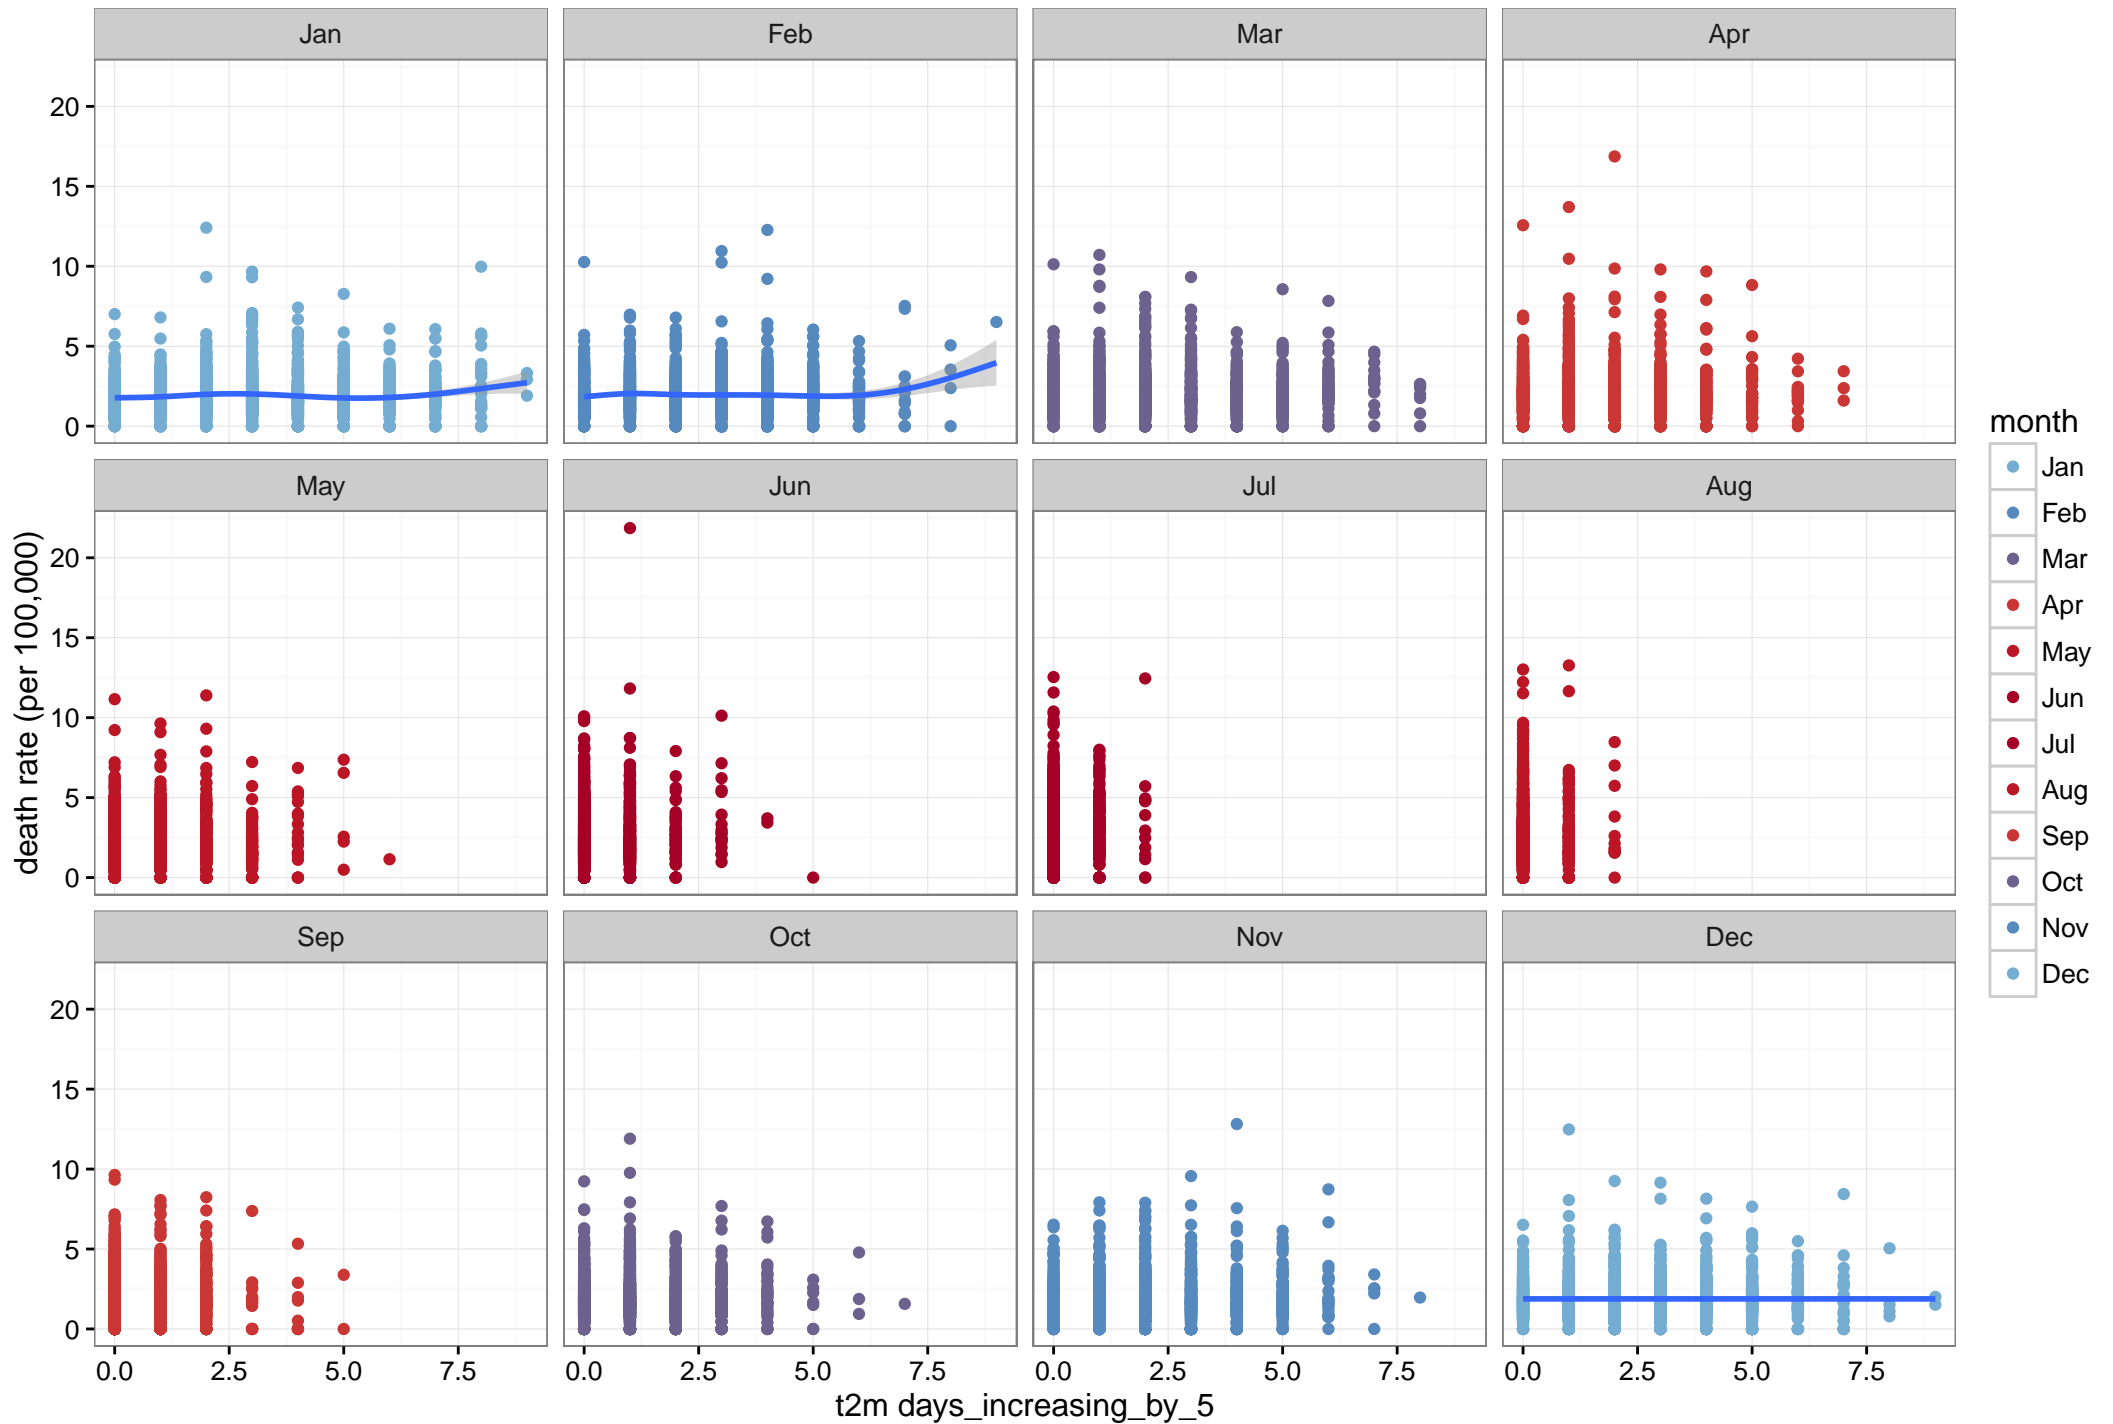 Jan Feb Mar Apr
20
15
10
5
0
May Jun Jul Aug
20
15
10
5
0
Sep Oct Nov Dec
20
15
10
5
0
0.0 2.5 5.0 7.5 0.0 2.5 5.0 7.5 0.0 2.5 5.0 7.5 0.0 2.5 5.0 7.5
t2m days_increasing_by_5
death rate (per 100,000)
month
Jan
Feb
Mar
Apr
May
Jun
Jul
Aug
Sep
Oct
Nov
Dec